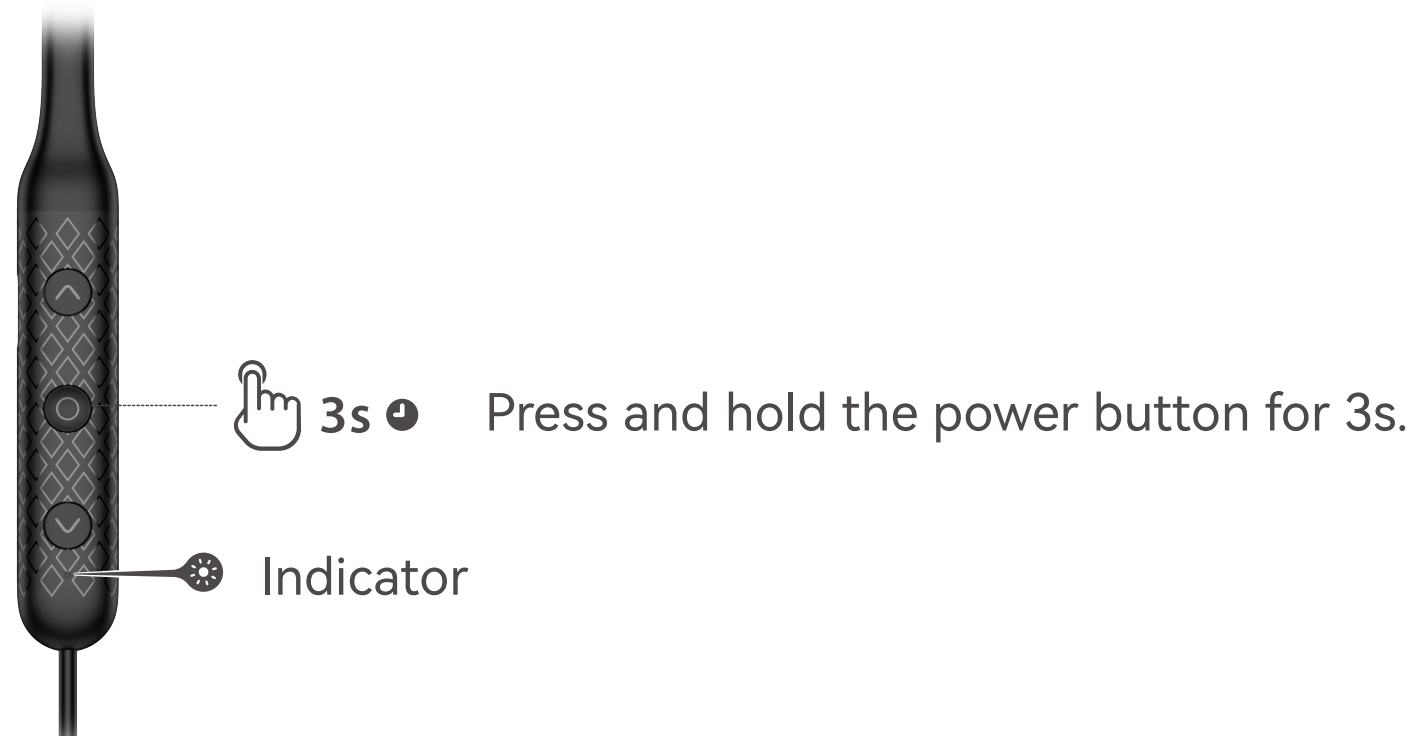 3s Press and hold the power button for 3s.
Indicator